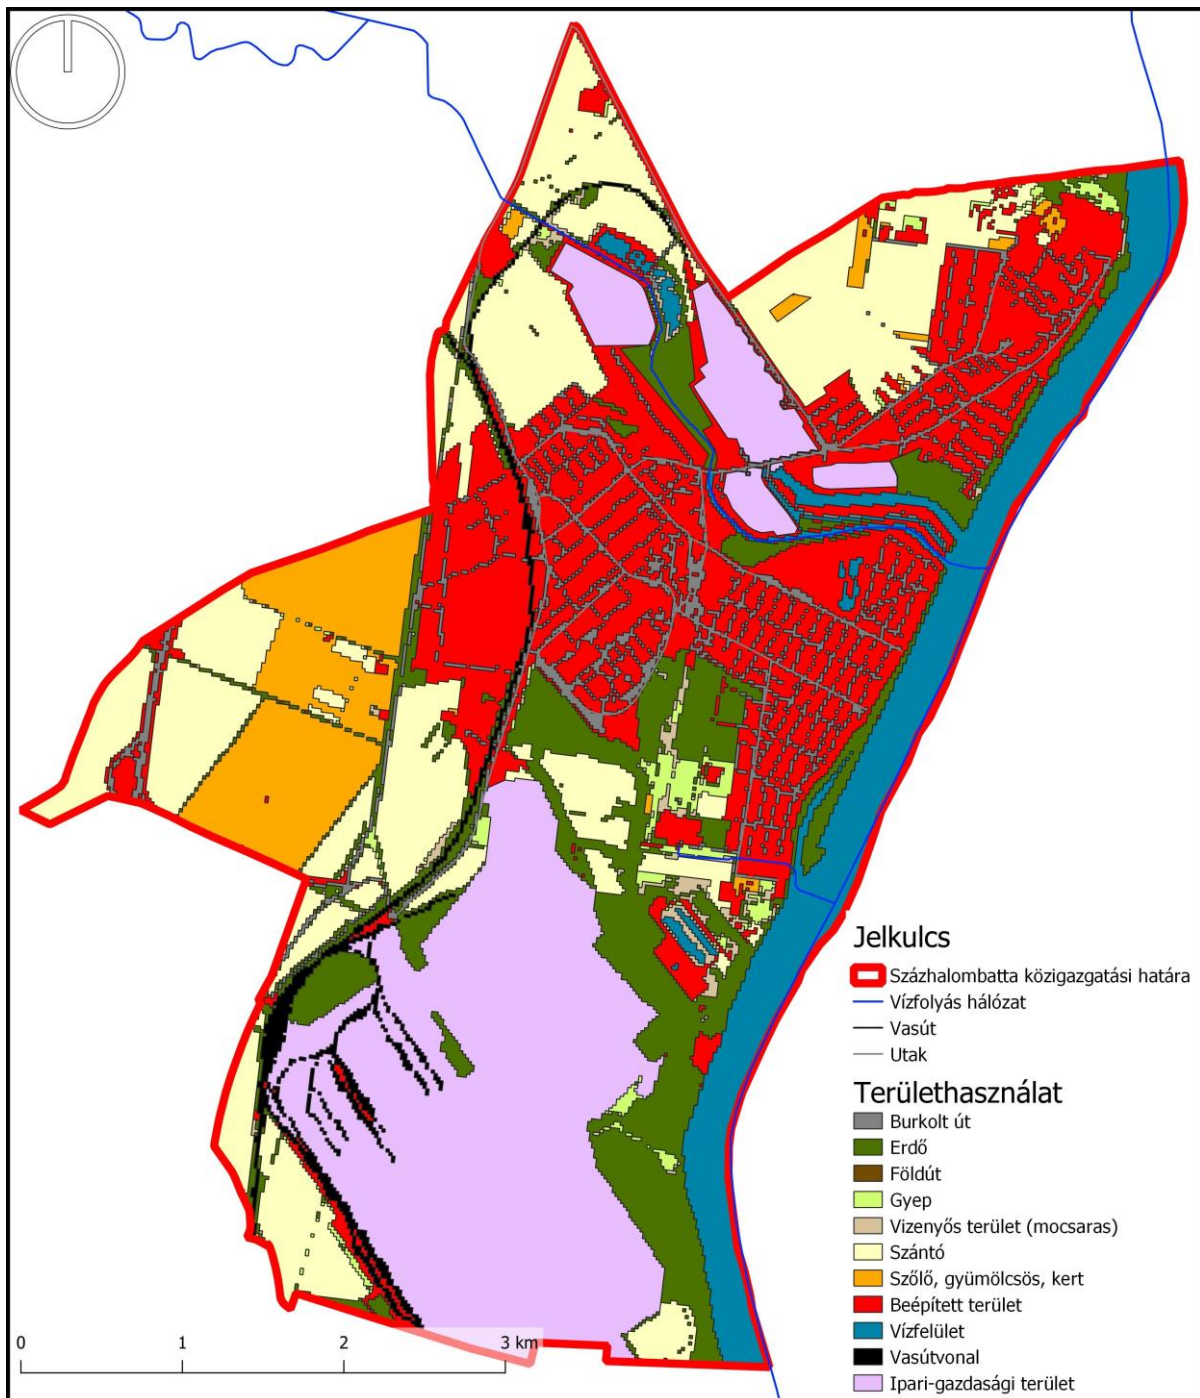 Jelkulcs
Százhalombatta közigazgatási határa
Vízfolyás hálózat
Vasút
Utak
Területhasználat
Burkolt út
Erdő
Földút
Gyep
Vizenyős terület (mocsaras)
Szántó
Szőlő, gyümölcsös, kert
Beépített terület
Vízfelület
Vasútvonal
Ipari-gazdasági terület
0 1 2 3 km